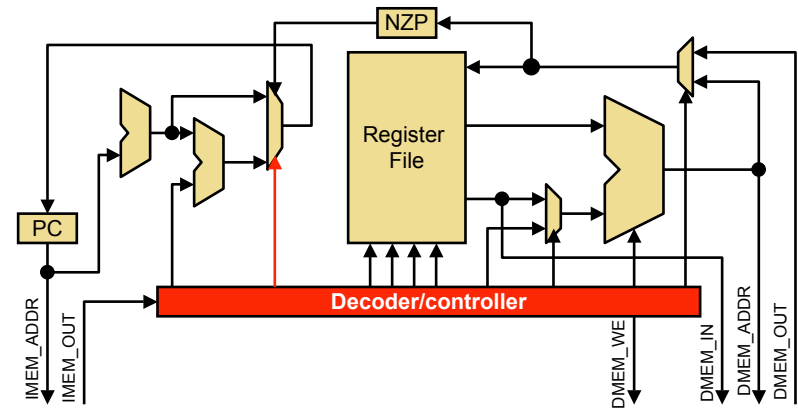 NZP
Register
File
PC
Decoder/controller
IMEM_ADDR
IMEM_OUT
DMEM_WE
DMEM_IN
DMEM_ADDR
DMEM_OUT